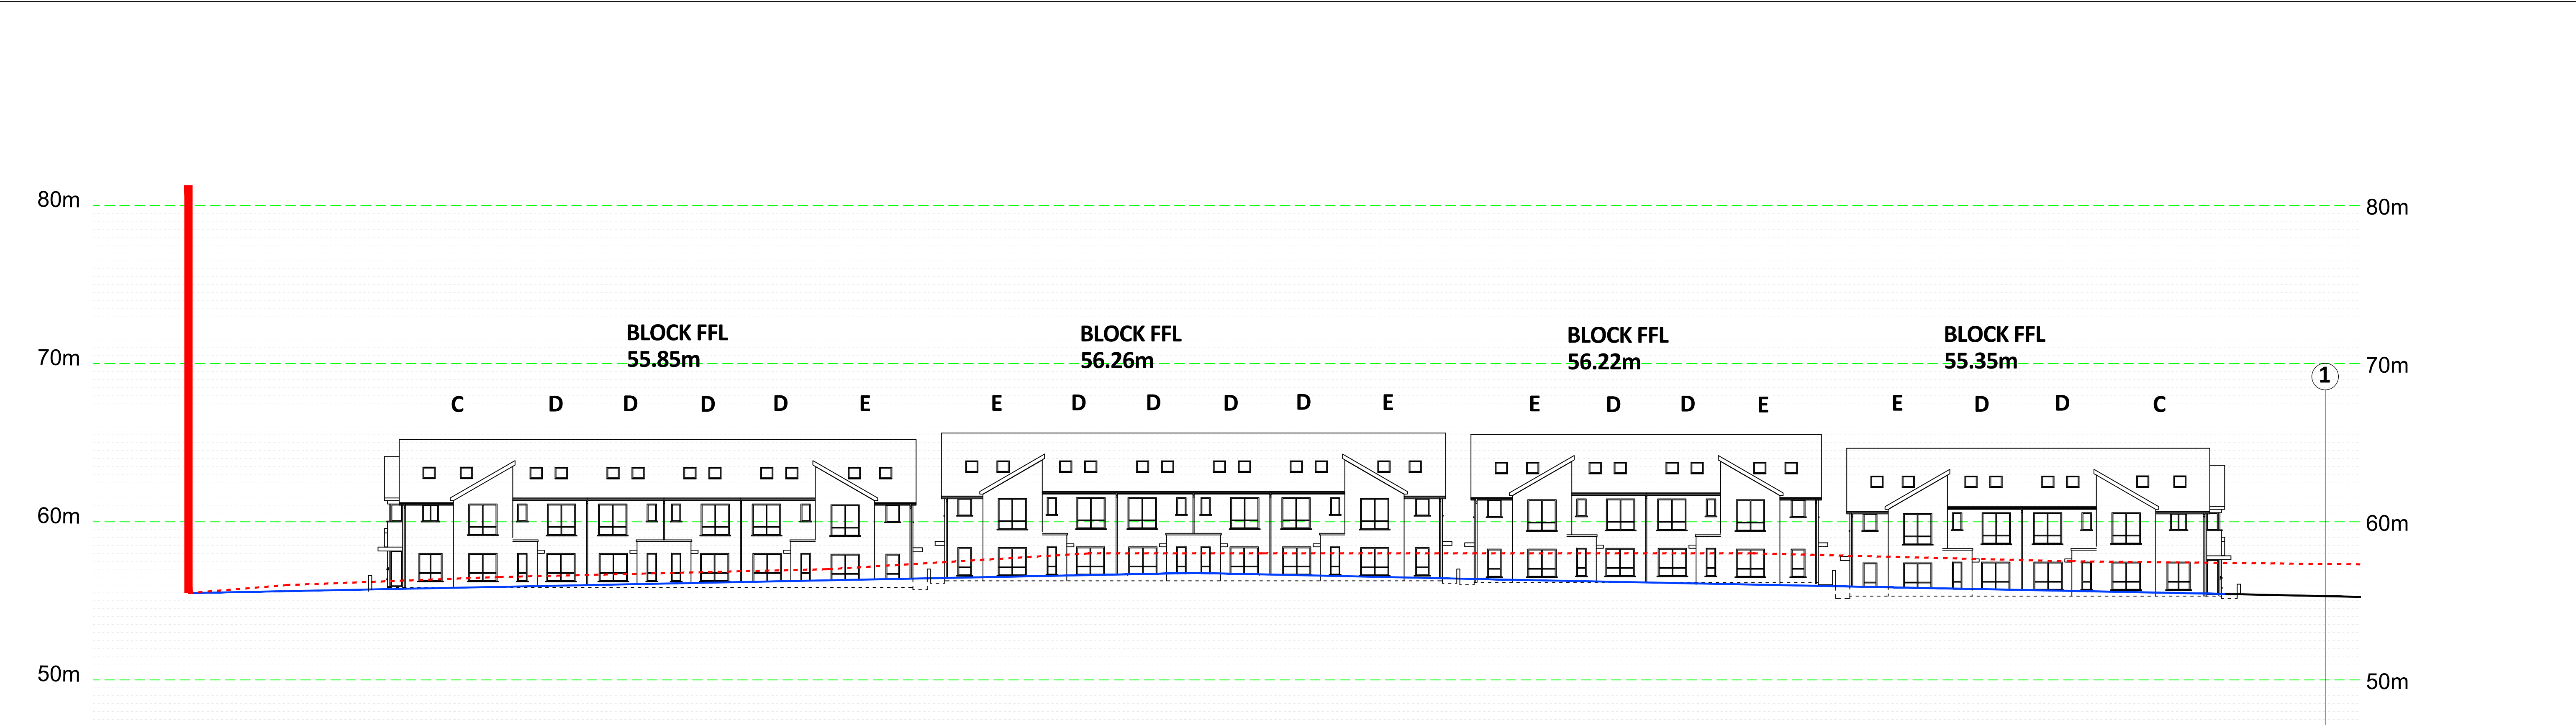 80m
80m
BLOCK FFL
55.85m
BLOCK FFL
56.26m
BLOCK FFL
56.22m
BLOCK FFL
55.35m
70m
70m
1
C D D D D E E D D D D E E D D E E D D C
60m
60m
50m
50m